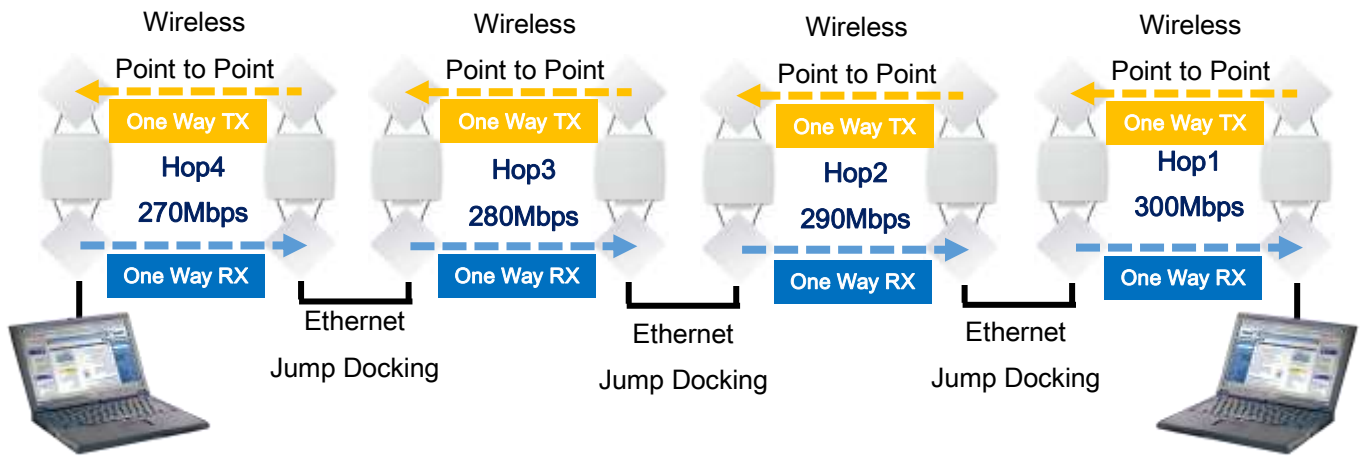 Wireless
Point to Point
One Way TX
Hop4
270Mbps
One Way RX
Wireless
Point to Point
One Way TX
Hop3
280Mbps
One Way RX
Wireless
Point to Point
One Way TX
Hop2
290Mbps
One Way RX
Wireless
Point to Point
One Way TX
Hop1
300Mbps
One Way RX
Ethernet
Jump Docking
Ethernet
Jump Docking
Ethernet
Jump Docking